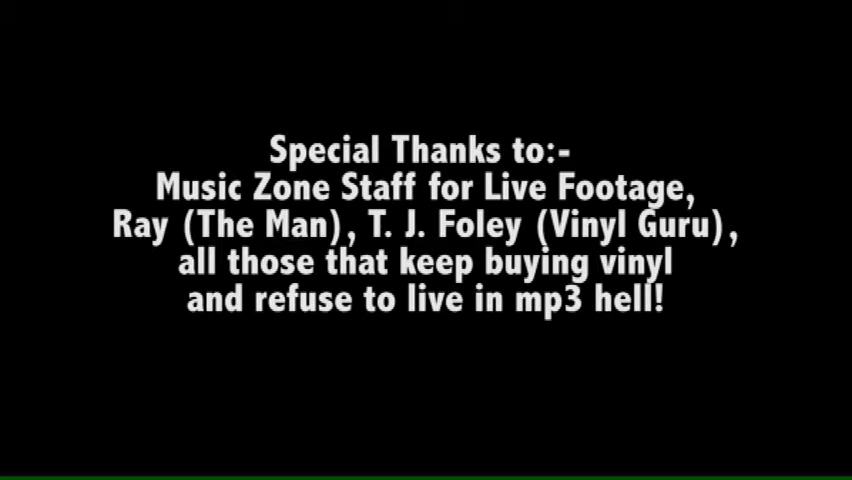 Special Thanks to:-
Music Zone Staff for Live Footage,
Ray (The Man), T. J. Foley (Vinyl Guru),
all those that keep buying vinyl
and refuse to live in mp3 hell!